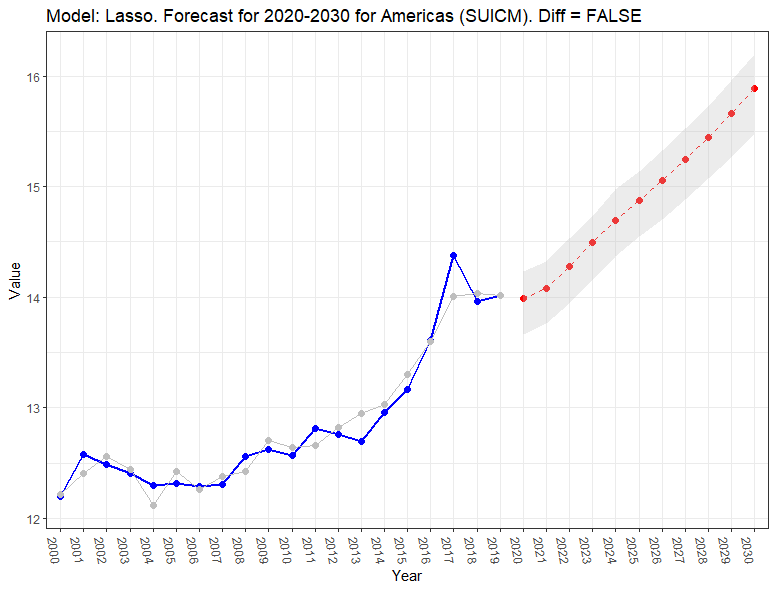 Model: Lasso. Forecast for 2020-2030 for Americas (SUICM). Diff = FALSE
Value
16
15
14
13
12
2000 2001 2002 2003 2004 2005 2006 2007 2008 2009 2010 2011 2012 2013 2014 2015 2016 2017 2018 2019 2020 2021 2022 2023 2024 2025 2026 2027 2028 2029 2030
Year